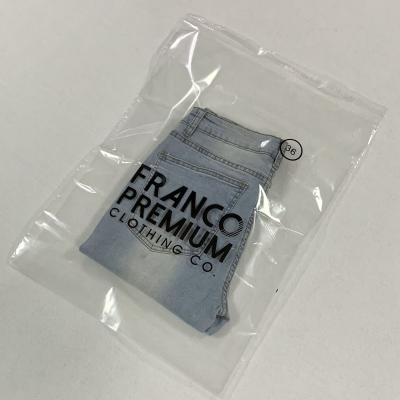 36
FRANCO
PREMIUM
CLOTHING CO.